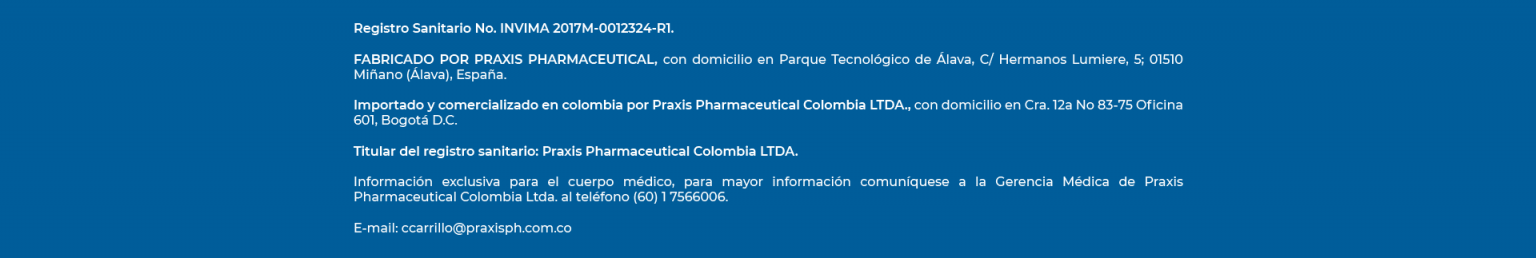 Registro Sanitario No. INVIMA 2017M-0012324-R1.
FABRICADO POR PRAXIS PHARMACEUTICAL, con domicilio en Parque Tecnológico de Álava, C/ Hermanos Lumiere, 5; 01510
Miñano (Álava), España.
Importado y comercializado en colombia por Praxis Pharmaceutical Colombia LTDA., con domicilio en Cra. 12a No 83-75 Oficina
601, Bogotá D.C.
Titular del registro sanitario: Praxis Pharmaceutical Colombia LTDA.
Información exclusiva para el cuerpo médico, para mayor información comuníquese a la Gerencia Médica de Praxis
Pharmaceutical Colombia Ltda. al teléfono (60) 1 7566006.
E-mail: ccarrillo@praxisph.com.co